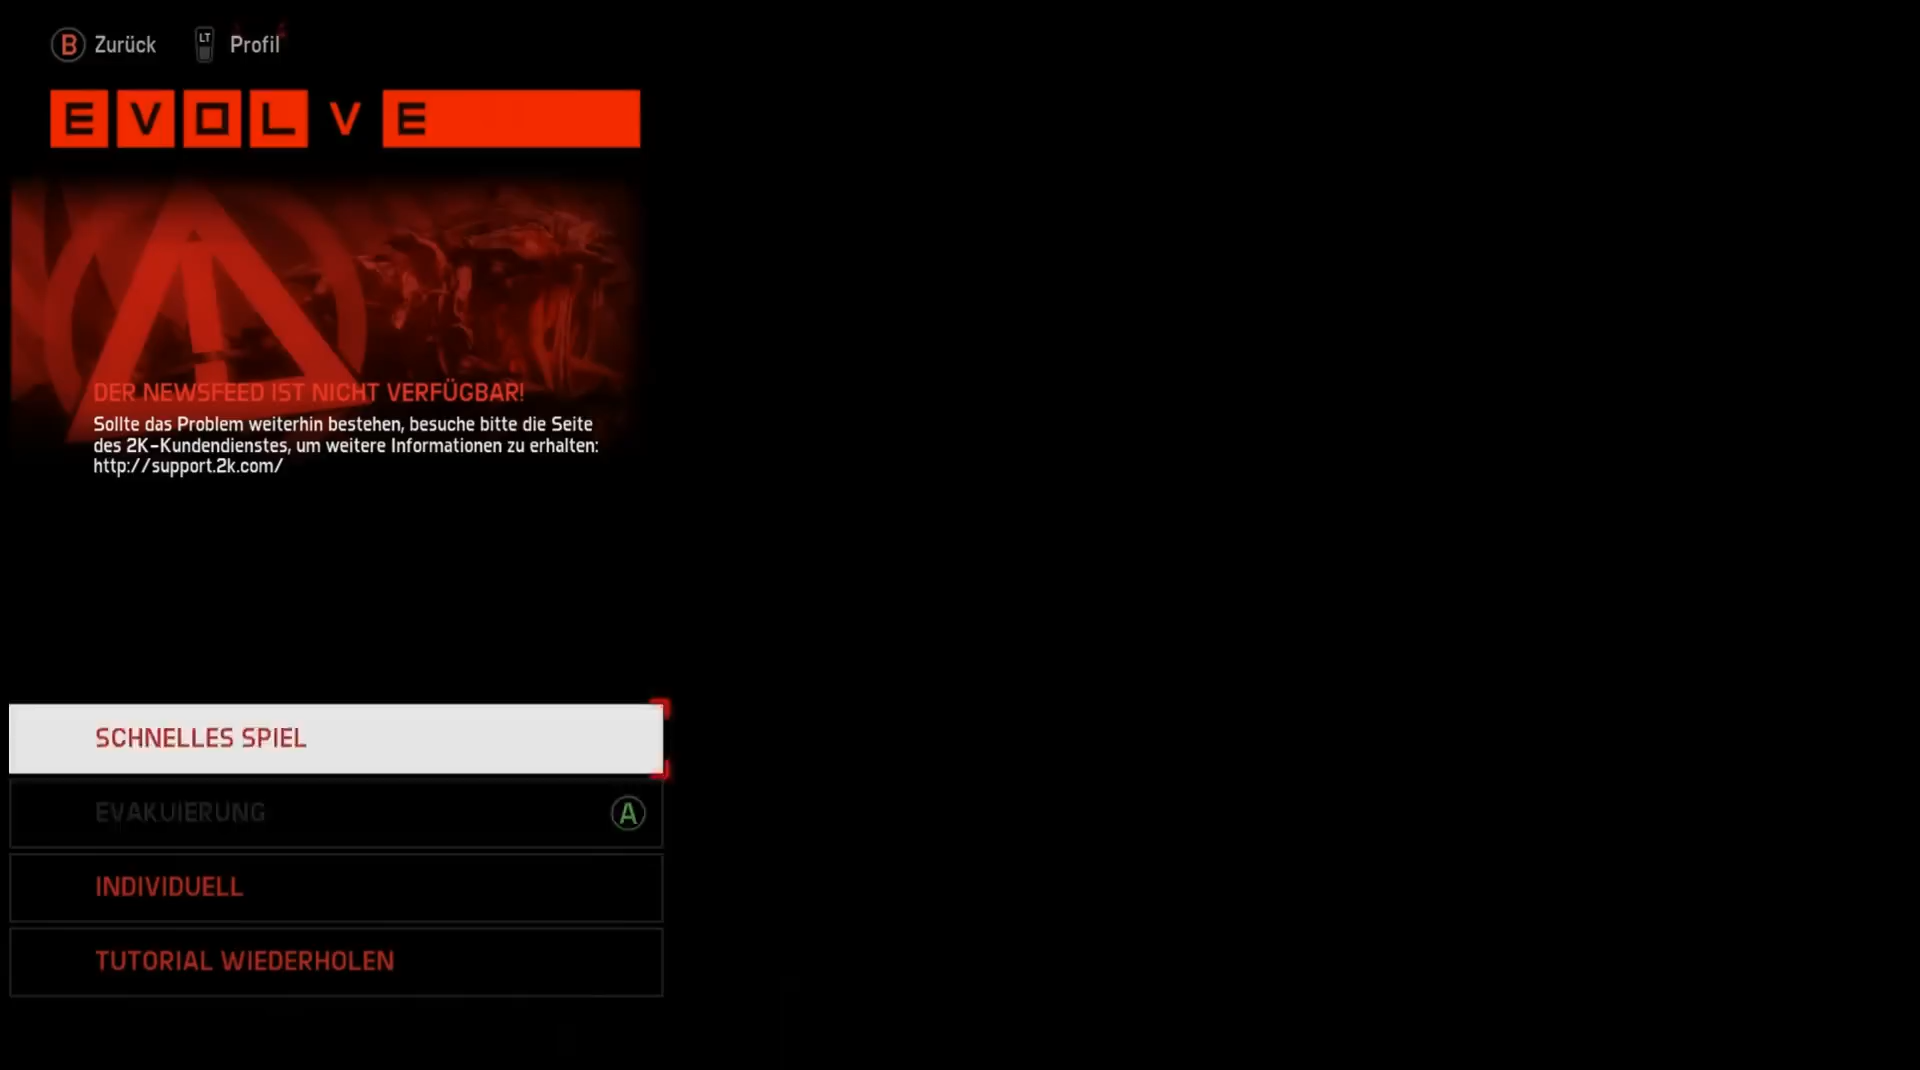 B Zurück LT Profil
EVOLVE
DER NEWSFEED IST NICHT VERFÜGBAR!
Sollte das Problem weiterhin bestehen, besuche bitte die Seite
des 2K-Kundendienstes, um weitere Informationen zu erhalten:
http://support.2k.com/
SCHNELLES SPIEL
EVAKUIERUNG A
INDIVIDUELL
TUTORIAL WIEDERHOLEN